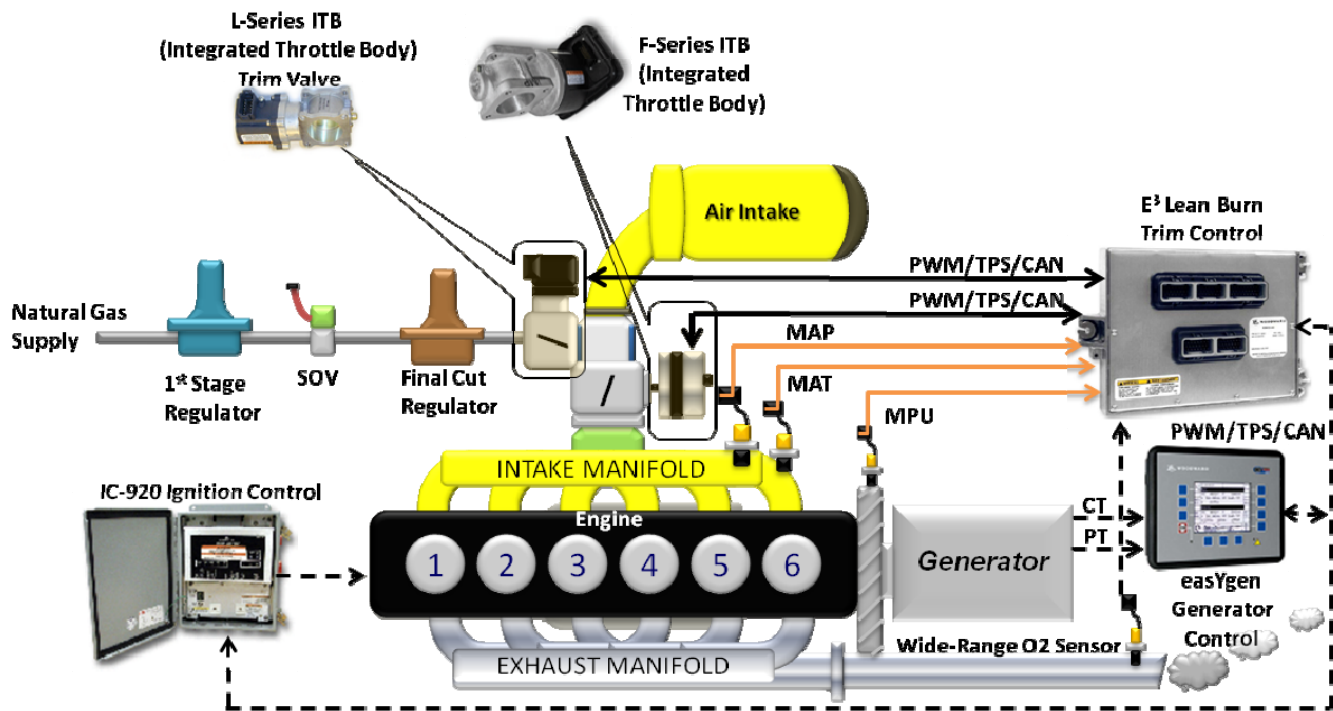 L-Series ITB
(Integrated Throttle Body)
Trim Valve
F-Series ITB
(Integrated
Throttle Body)
Air Intake
E³ Lean Burn
Trim Control
PWM/TPS/CAN
PWM/TPS/CAN
Natural Gas
Supply
MAP
1st Stage
Regulator
SOV
Final Cut
Regulator
MAT
MPU
PWM/TPS/CAN
INTAKE MANIFOLD
IC-920 Ignition Control
Engine
1 2 3 4 5 6
Generator
CT
PT
easYgen
Generator
Control
Wide-Range O2 Sensor
EXHAUST MANIFOLD